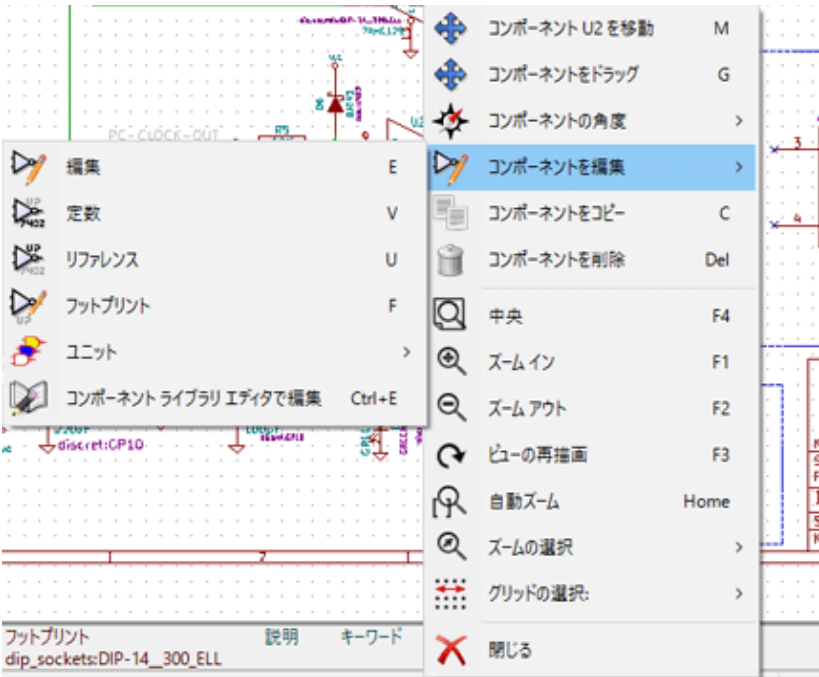 コンポーネント U2 を移動 M
コンポーネントをドラッグ G
コンポーネントの角度
コンポーネントを編集
コンポーネントをコピー C
コンポーネントを削除 Del
中央 F4
ズーム イン F1
ズーム アウト F2
ビューの再描画 F3
自動ズーム Home
ズームの選択
グリッドの選択:
閉じる
編集 E
定数 V
リファレンス U
フットプリント F
ユニット
コンポーネント ライブラリ エディタで編集 Ctrl+E
PC-CLOCK-OUT
discret:CP10
3
4
7
フットプリント 説明 キーワード
dip_sockets:DIP-14__300_ELL